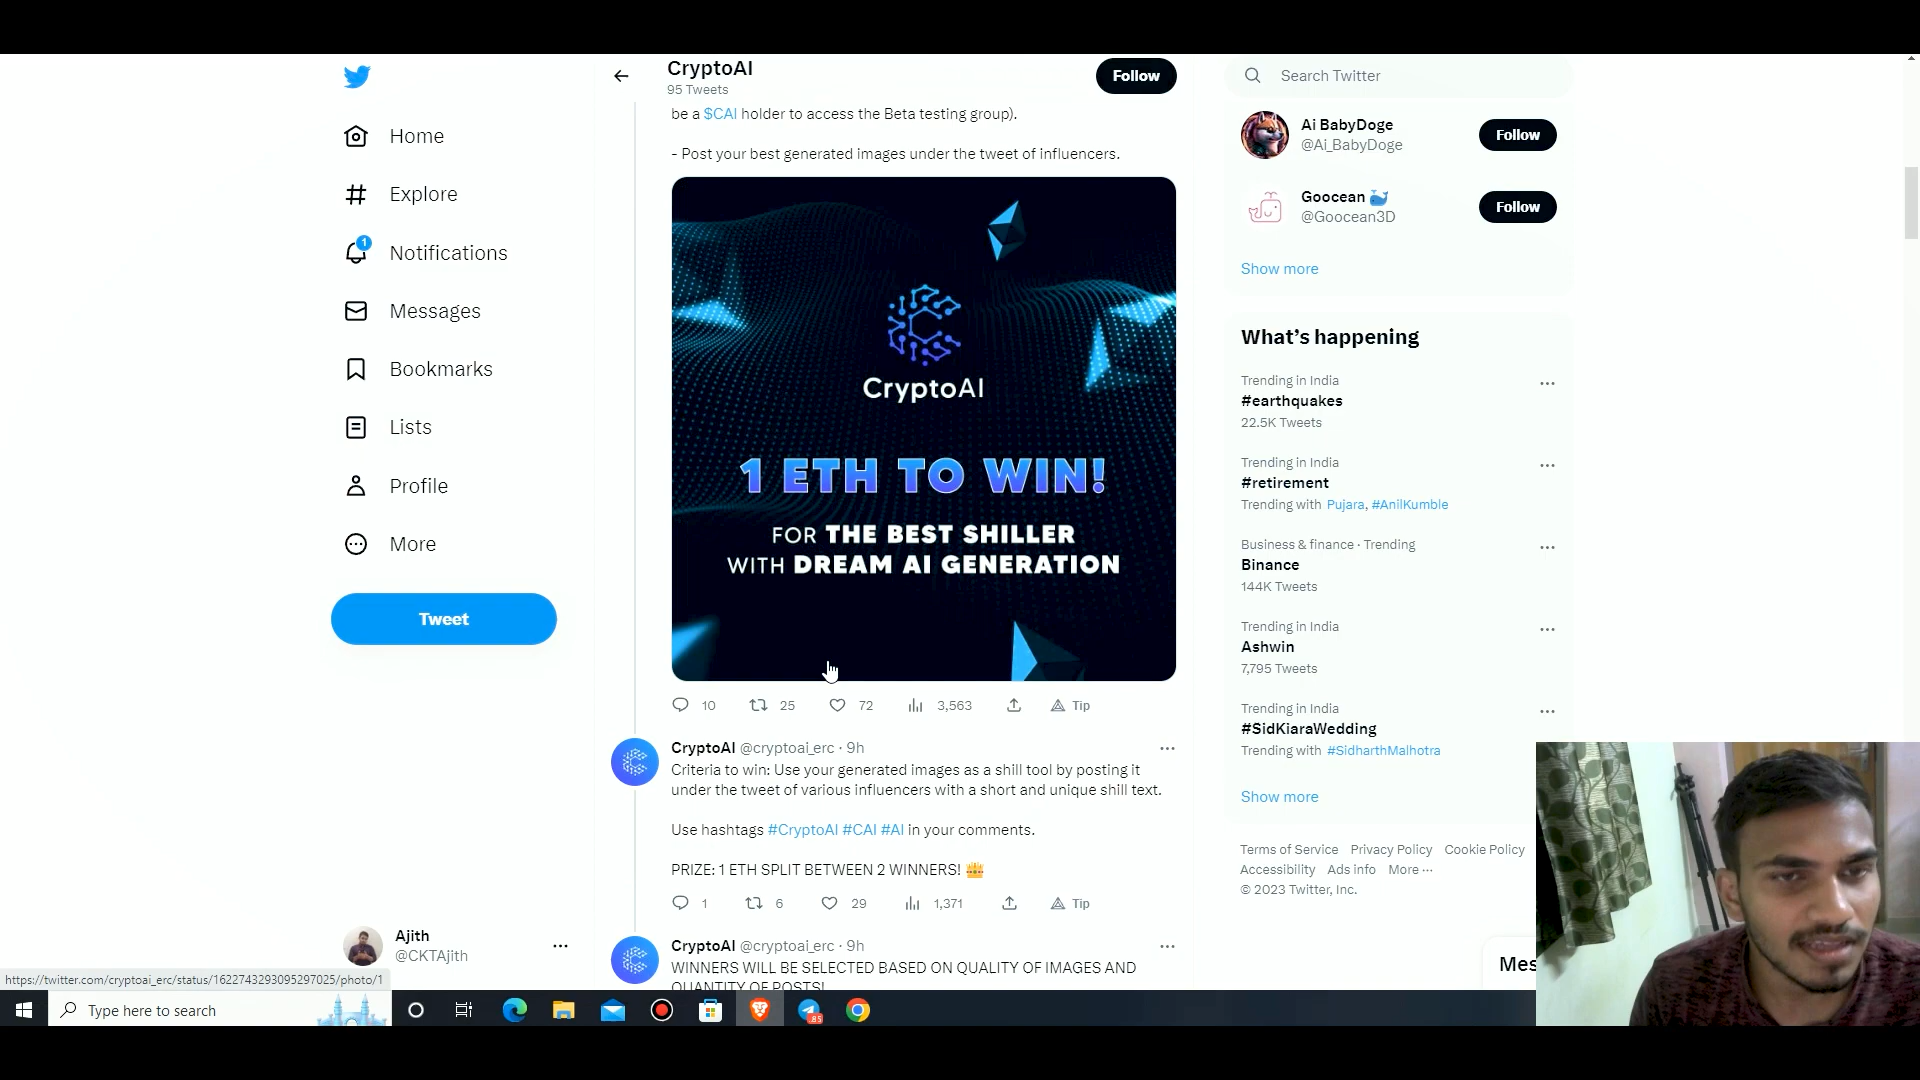 CryptoAI
95 Tweets
Follow
Search Twitter
Home
Explore
1
Notifications
Messages
Bookmarks
Lists
Profile
More
Tweet
Ajith
@CKTAjith
be a $CAI holder to access the Beta testing group).
- Post your best generated images under the tweet of influencers.
CryptoAI
1 ETH TO WIN!
FOR THE BEST SHILLER
WITH DREAM AI GENERATION
10 25 72 3,563 Tip
CryptoAI @cryptoai_erc · 9h
Criteria to win: Use your generated images as a shill tool by posting it
under the tweet of various influencers with a short and unique shill text.
Use hashtags #CryptoAI #CAI #AI in your comments.
PRIZE: 1 ETH SPLIT BETWEEN 2 WINNERS!
1 6 29 1,371 Tip
CryptoAI @cryptoai_erc · 9h
WINNERS WILL BE SELECTED BASED ON QUALITY OF IMAGES AND
QUANTITY OF POSTS!
Ai BabyDoge
@Ai_BabyDoge
Follow
Goocean
@Goocean3D
Follow
Show more
What's happening
Trending in India
#earthquakes
22.5K Tweets
Trending in India
#retirement
Trending with Pujara, #AnilKumble
Business & finance · Trending
Binance
144K Tweets
Trending in India
Ashwin
7,795 Tweets
Trending in India
#SidKiaraWedding
Trending with #SidharthMalhotra
Show more
Terms of Service Privacy Policy Cookie Policy
Accessibility Ads info More ···
© 2023 Twitter, Inc.
Mes
https://twitter.com/cryptoai_erc/status/1622743293095297025/photo/1
Type here to search
85